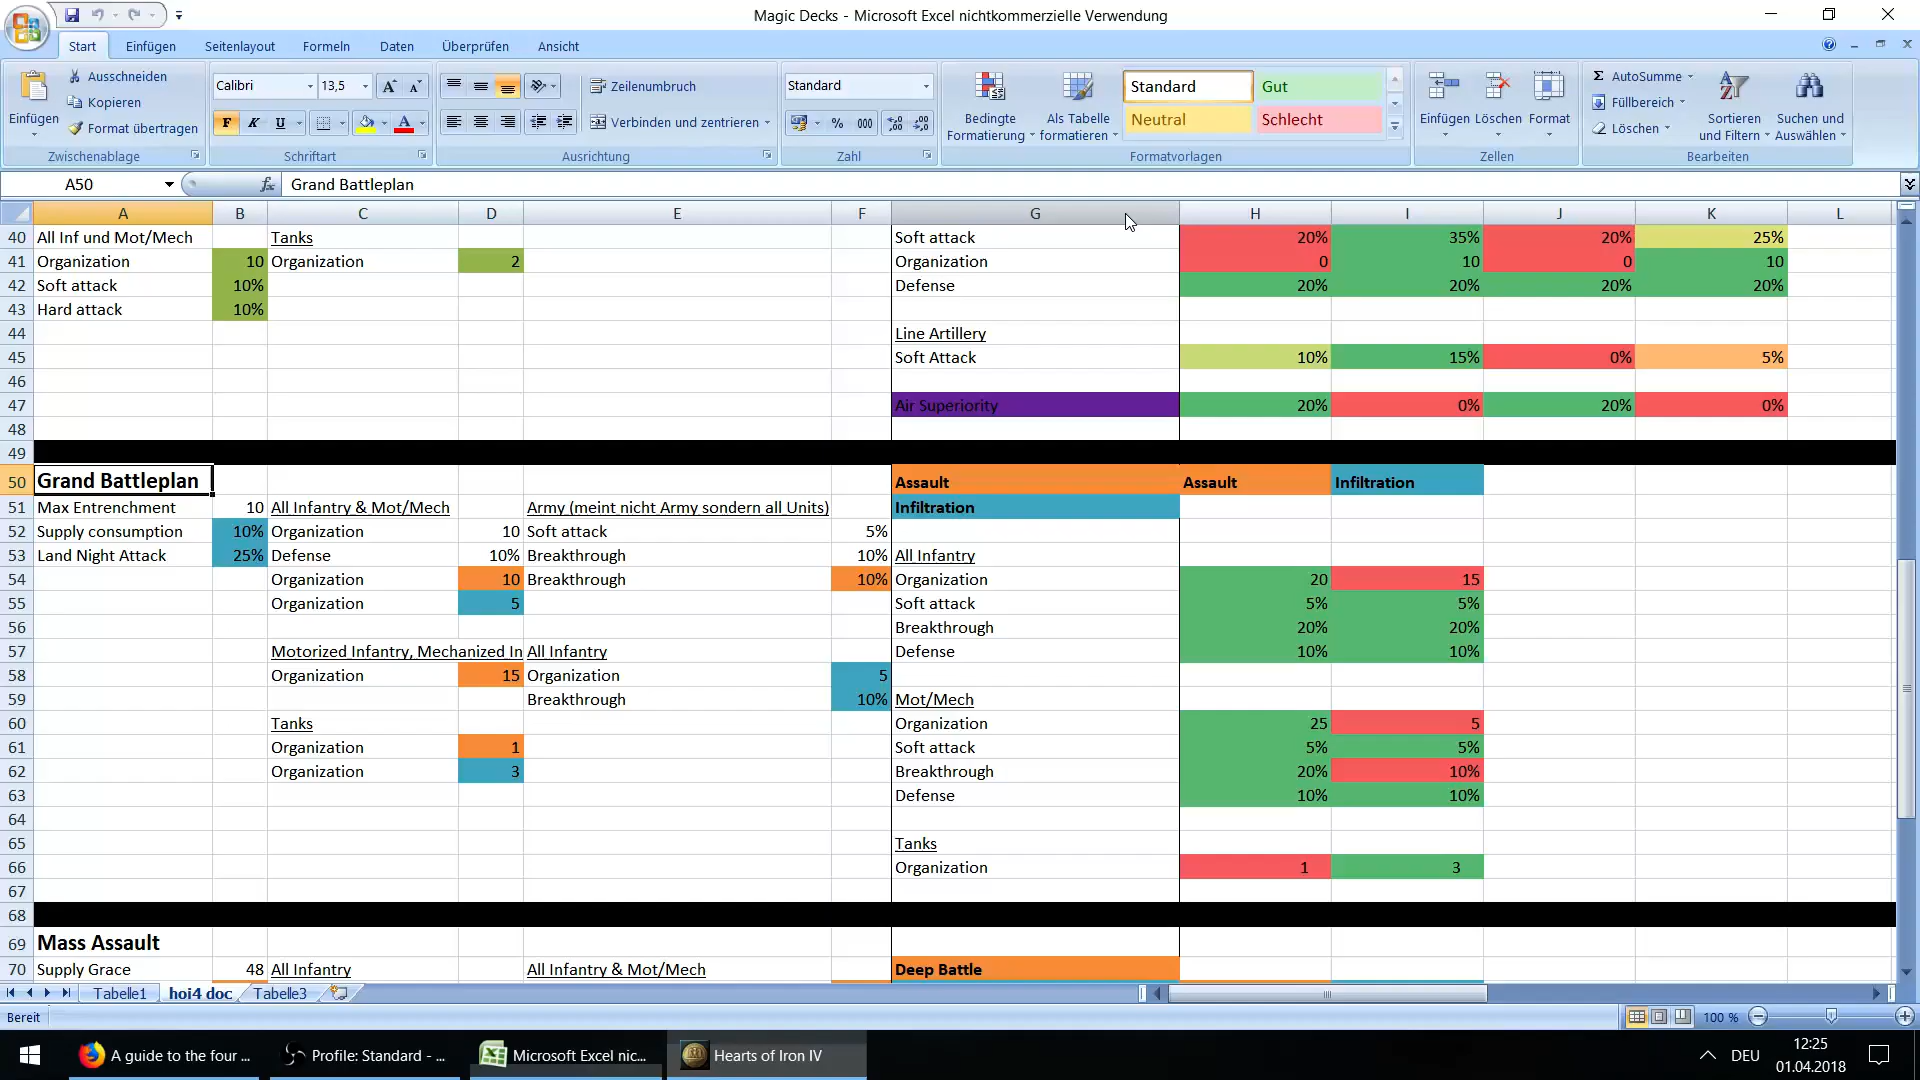 Magic Decks - Microsoft Excel nichtkommerzielle Verwendung
Start Einfügen Seitenlayout Formeln Daten Überprüfen Ansicht
Einfügen
Ausschneiden
Kopieren
Format übertragen
Zwischenablage
Calibri 13,5
F K U
Schriftart
Zeilenumbruch
Verbinden und zentrieren
Ausrichtung
Standard
% 000
Zahl
Bedingte Formatierung
Als Tabelle formatieren
Standard Gut
Neutral Schlecht
Formatvorlagen
Einfügen Löschen Format
Zellen
Σ AutoSumme
Füllbereich
Löschen
Sortieren und Filtern
Suchen und Auswählen
Bearbeiten
A50 fx Grand Battleplan
A B C D E F G H I J K L
40 All Inf und Mot/Mech Tanks Soft attack 20% 35% 20% 25%
41 Organization 10 Organization 2 Organization 0 10 0 10
42 Soft attack 10% Defense 20% 20% 20% 20%
43 Hard attack 10%
44 Line Artillery
45 Soft Attack 10% 15% 0% 5%
46
47 Air Superiority 20% 0% 20% 0%
48
49
50 Grand Battleplan Assault Assault Infiltration
51 Max Entrenchment 10 All Infantry & Mot/Mech Army (meint nicht Army sondern all Units) Infiltration
52 Supply consumption 10% Organization 10 Soft attack 5%
53 Land Night Attack 25% Defense 10% Breakthrough 10% All Infantry
54 Organization 10 Breakthrough 10% Organization 20 15
55 Organization 5 Soft attack 5% 5%
56 Breakthrough 20% 20%
57 Motorized Infantry, Mechanized In All Infantry Defense 10% 10%
58 Organization 15 Organization 5
59 Breakthrough 10% Mot/Mech
60 Tanks Organization 25 5
61 Organization 1 Soft attack 5% 5%
62 Organization 3 Breakthrough 20% 10%
63 Defense 10% 10%
64
65 Tanks
66 Organization 1 3
67
68
69 Mass Assault
70 Supply Grace 48 All Infantry All Infantry & Mot/Mech Deep Battle
Tabelle1 hoi4 doc Tabelle3
Bereit 100 %
A guide to the four ... Profile: Standard - ... Microsoft Excel nic... Hearts of Iron IV DEU 12:25
01.04.2018